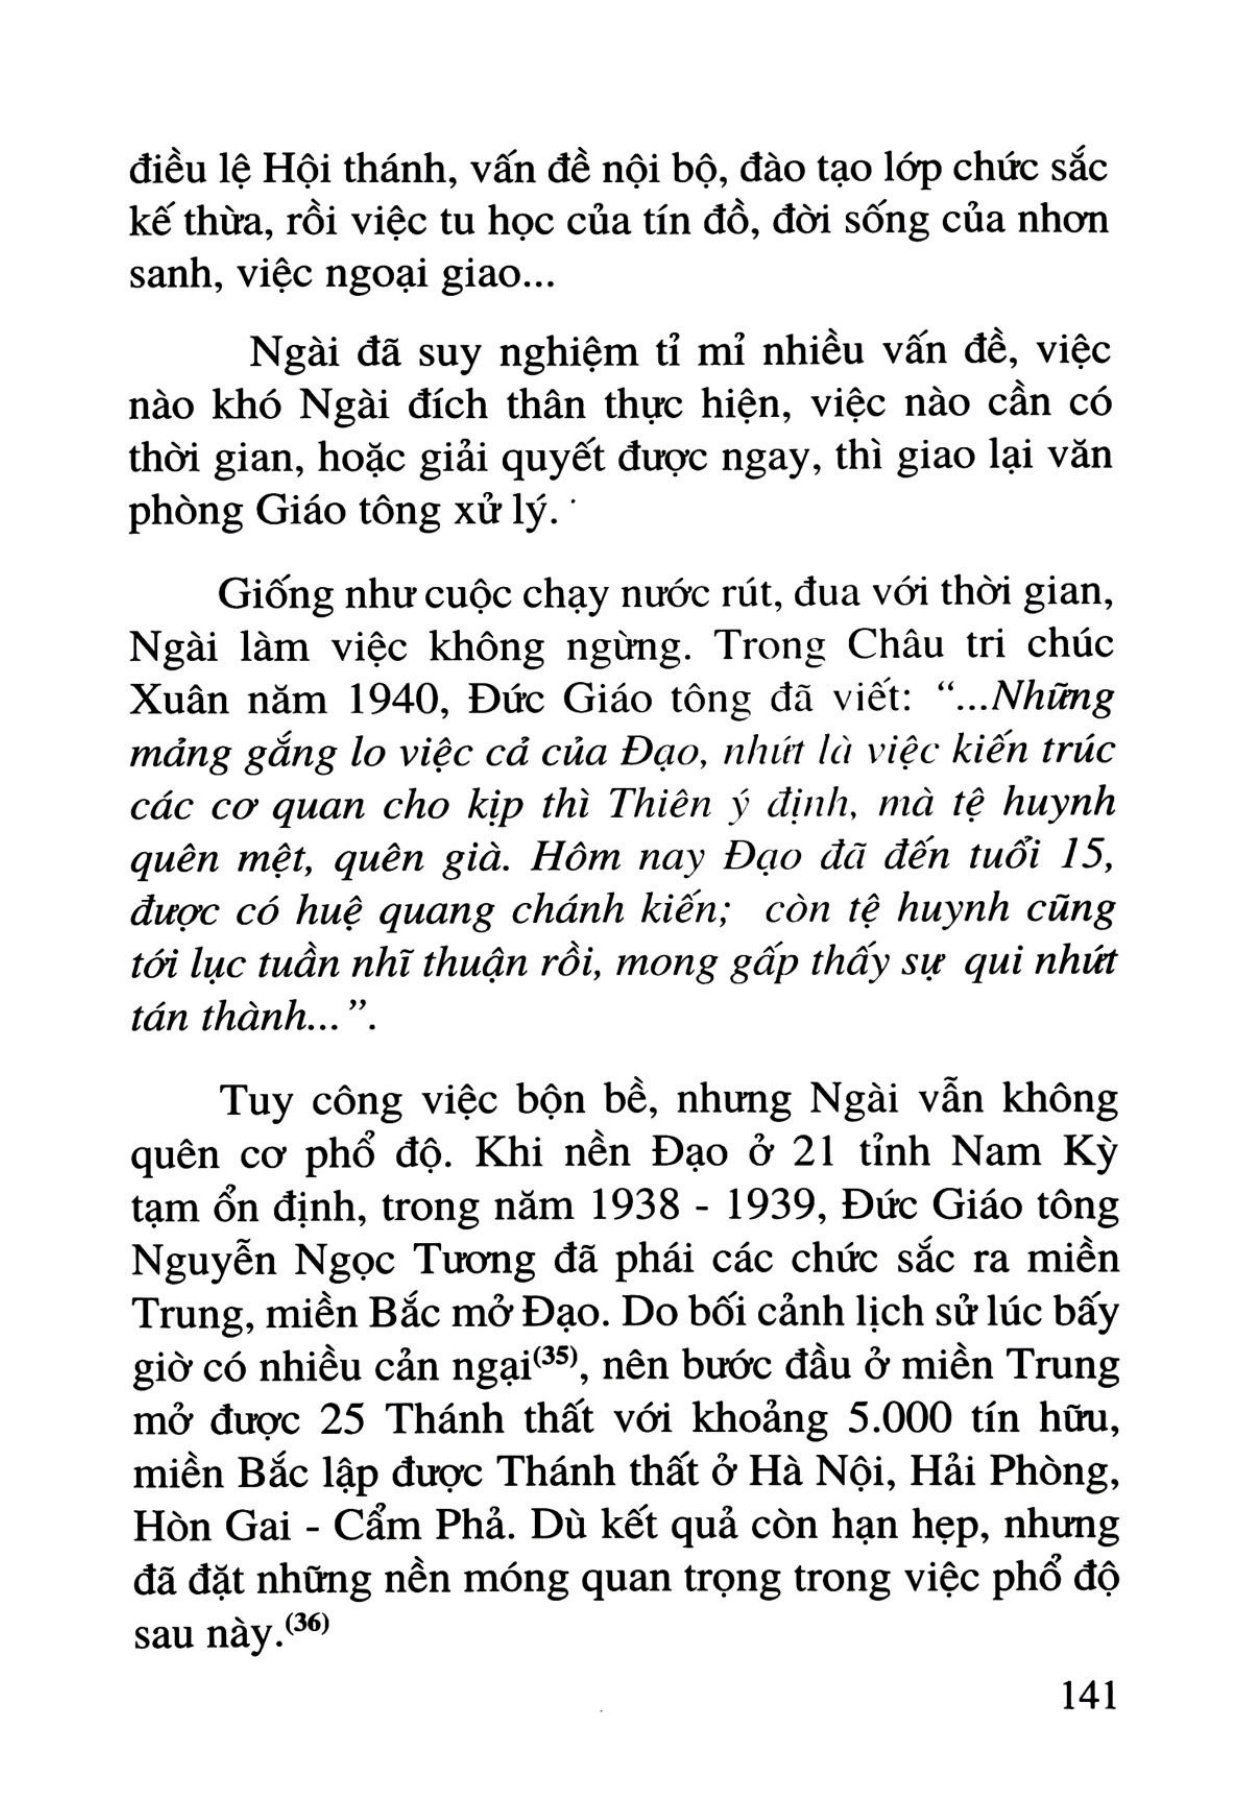 điều lệ Hội thánh, vấn đề nội bộ, đào tạo lớp chức sắc
kế thừa, rồi việc tu học của tín đồ, đời sống của nhơn
sanh, việc ngoại giao...
Ngài đã suy nghiệm tỉ mỉ nhiều vấn đề, việc
nào khó Ngài đích thân thực hiện, việc nào cần có
thời gian, hoặc giải quyết được ngay, thì giao lại văn
phòng Giáo tông xử lý.
Giống như cuộc chạy nước rút, đua với thời gian,
Ngài làm việc không ngừng. Trong Châu tri chúc
Xuân năm 1940, Đức Giáo tông đã viết: “...Những
mảng gắng lo việc cả của Đạo, nhứt là việc kiến trúc
các cơ quan cho kịp thì Thiên ý định, mà tệ huynh
quên mệt, quên già. Hôm nay Đạo đã đến tuổi 15,
được có huệ quang chánh kiến; còn tệ huynh cũng
tới lục tuần nhĩ thuận rồi, mong gấp thấy sự qui nhứt
tán thành...”.
Tuy công việc bộn bề, nhưng Ngài vẫn không
quên cơ phổ độ. Khi nền Đạo ở 21 tỉnh Nam Kỳ
tạm ổn định, trong năm 1938 - 1939, Đức Giáo tông
Nguyễn Ngọc Tương đã phái các chức sắc ra miền
Trung, miền Bắc mở Đạo. Do bối cảnh lịch sử lúc bấy
giờ có nhiều cản ngại(35), nên bước đầu ở miền Trung
mở được 25 Thánh thất với khoảng 5.000 tín hữu,
miền Bắc lập được Thánh thất ở Hà Nội, Hải Phòng,
Hòn Gai - Cẩm Phả. Dù kết quả còn hạn hẹp, nhưng
đã đặt những nền móng quan trọng trong việc phổ độ
sau này.(36)
141